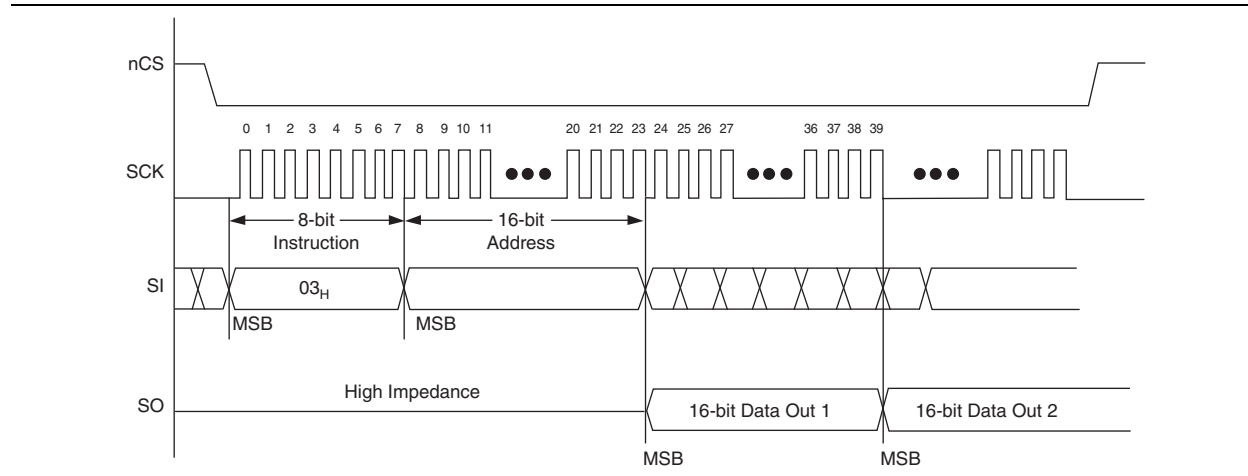 nCS
0 1 2 3 4 5 6 7 8 9 10 11 20 21 22 23 24 25 26 27 36 37 38 39
SCK
8-bit Instruction
16-bit Address
SI
03H
MSB
MSB
High Impedance
SO
16-bit Data Out 1
16-bit Data Out 2
MSB
MSB